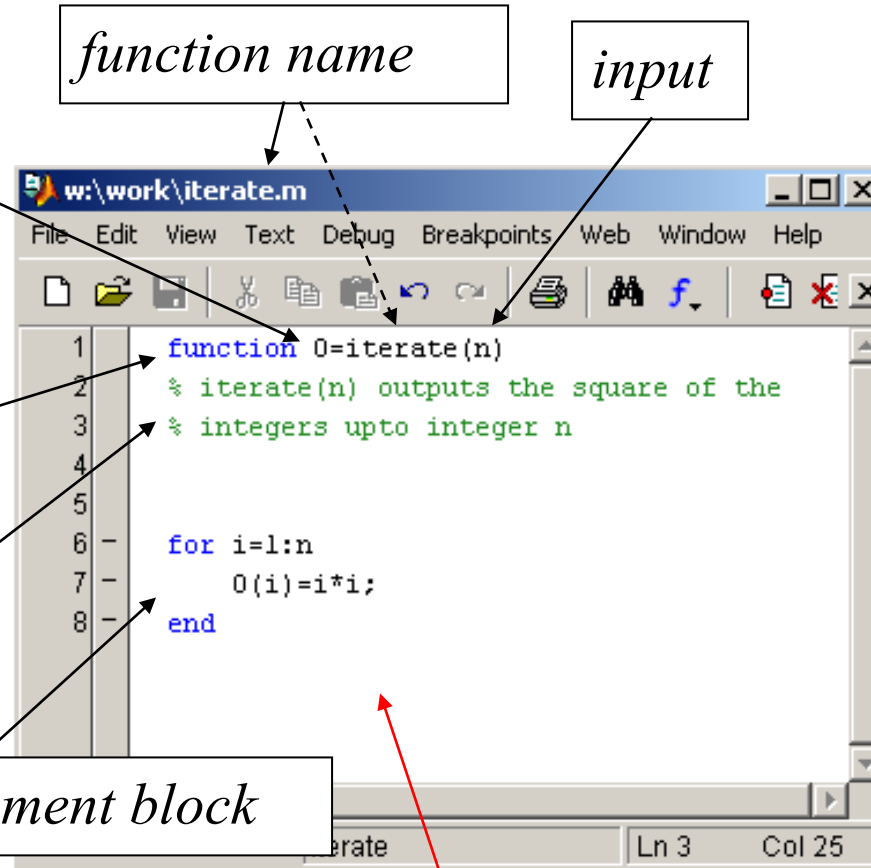 function name
input
w:\work\iterate.m
File Edit View Text Debug Breakpoints Web Window Help
1 function O=iterate(n)
2 % iterate(n) outputs the square of the
3 % integers upto integer n
4
5
6 - for i=1:n
7 - O(i)=i*i;
8 - end
ment block
erate Ln 3 Col 25